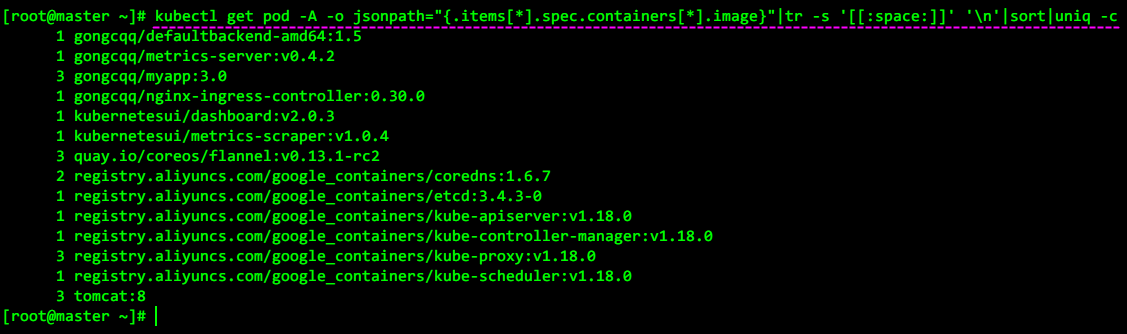 [root@master ~]# kubectl get pod -A -o jsonpath="{.items[*].spec.containers[*].image}"|tr -s '[[:space:]]' '\n'|sort|uniq -c
      1 gongcqq/defaultbackend-amd64:1.5
      1 gongcqq/metrics-server:v0.4.2
      3 gongcqq/myapp:3.0
      1 gongcqq/nginx-ingress-controller:0.30.0
      1 kubernetesui/dashboard:v2.0.3
      1 kubernetesui/metrics-scraper:v1.0.4
      3 quay.io/coreos/flannel:v0.13.1-rc2
      2 registry.aliyuncs.com/google_containers/coredns:1.6.7
      1 registry.aliyuncs.com/google_containers/etcd:3.4.3-0
      1 registry.aliyuncs.com/google_containers/kube-apiserver:v1.18.0
      1 registry.aliyuncs.com/google_containers/kube-controller-manager:v1.18.0
      3 registry.aliyuncs.com/google_containers/kube-proxy:v1.18.0
      1 registry.aliyuncs.com/google_containers/kube-scheduler:v1.18.0
      3 tomcat:8
[root@master ~]#